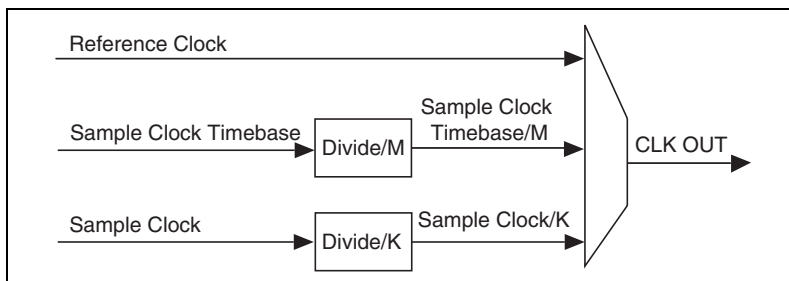 Reference Clock
Sample Clock Timebase
Divide/M
Sample Clock
Timebase/M
CLK OUT
Sample Clock
Divide/K
Sample Clock/K